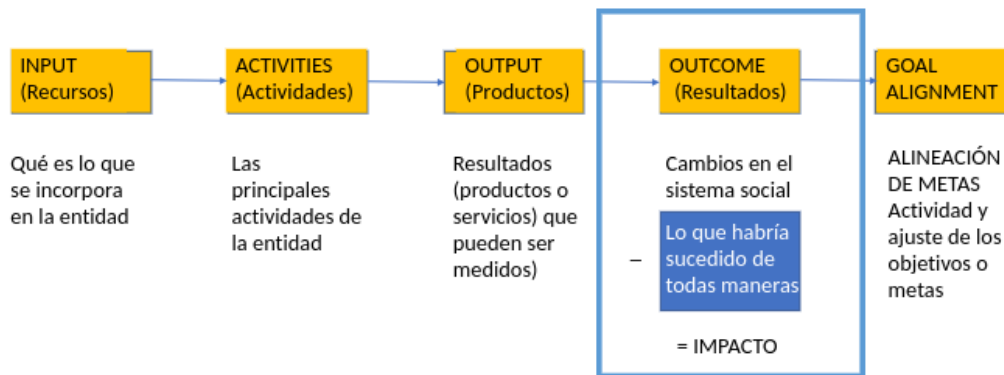 INPUT
(Recursos)
Qué es lo que
se incorpora
en la entidad
ACTIVITIES
(Actividades)
Las
principales
actividades de
la entidad
OUTPUT
(Productos)
Resultados
(productos o
servicios) que
pueden ser
medidos)
OUTCOME
(Resultados)
Cambios en el
sistema social
–
Lo que habría
sucedido de
todas maneras
= IMPACTO
GOAL
ALIGNMENT
ALINEACIÓN
DE METAS
Actividad y
ajuste de los
objetivos o
metas